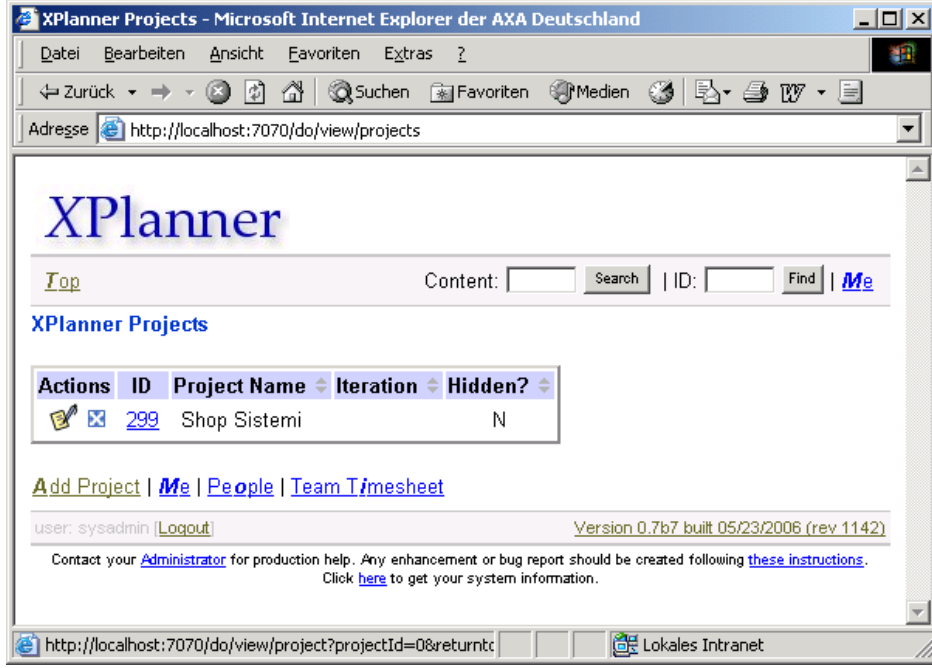 XPlanner Projects - Microsoft Internet Explorer der AXA Deutschland
Datei Bearbeiten Ansicht Favoriten Extras ?
Zurück Suchen Favoriten Medien
Adresse http://localhost:7070/do/view/projects
XPlanner
Top Content: Search | ID: Find | Me
XPlanner Projects
Actions ID Project Name Iteration Hidden?
299 Shop Sistemi N
Add Project | Me | People | Team Timesheet
user: sysadmin [Logout] Version 0.7b7 built 05/23/2006 (rev 1142)
Contact your Administrator for production help. Any enhancement or bug report should be created following these instructions.
Click here to get your system information.
http://localhost:7070/do/view/project?projectId=0&returntc Lokales Intranet